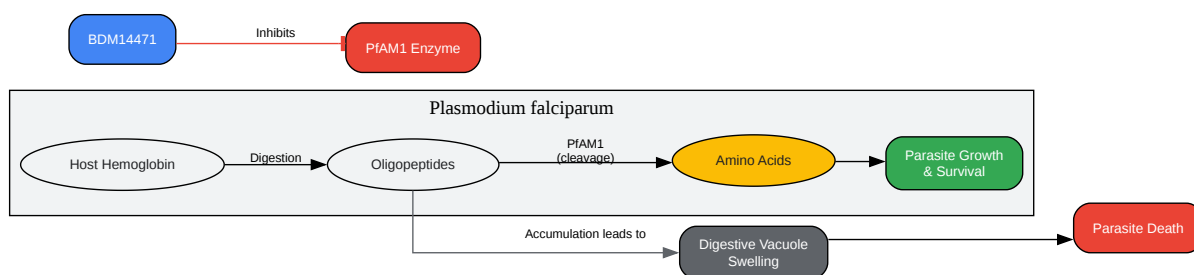 BDM14471
Inhibits
PfAM1 Enzyme
Plasmodium falciparum
Host Hemoglobin
Digestion
Oligopeptides
PfAM1
(cleavage)
Amino Acids
Parasite Growth
& Survival
Accumulation leads to
Digestive Vacuole
Swelling
Parasite Death